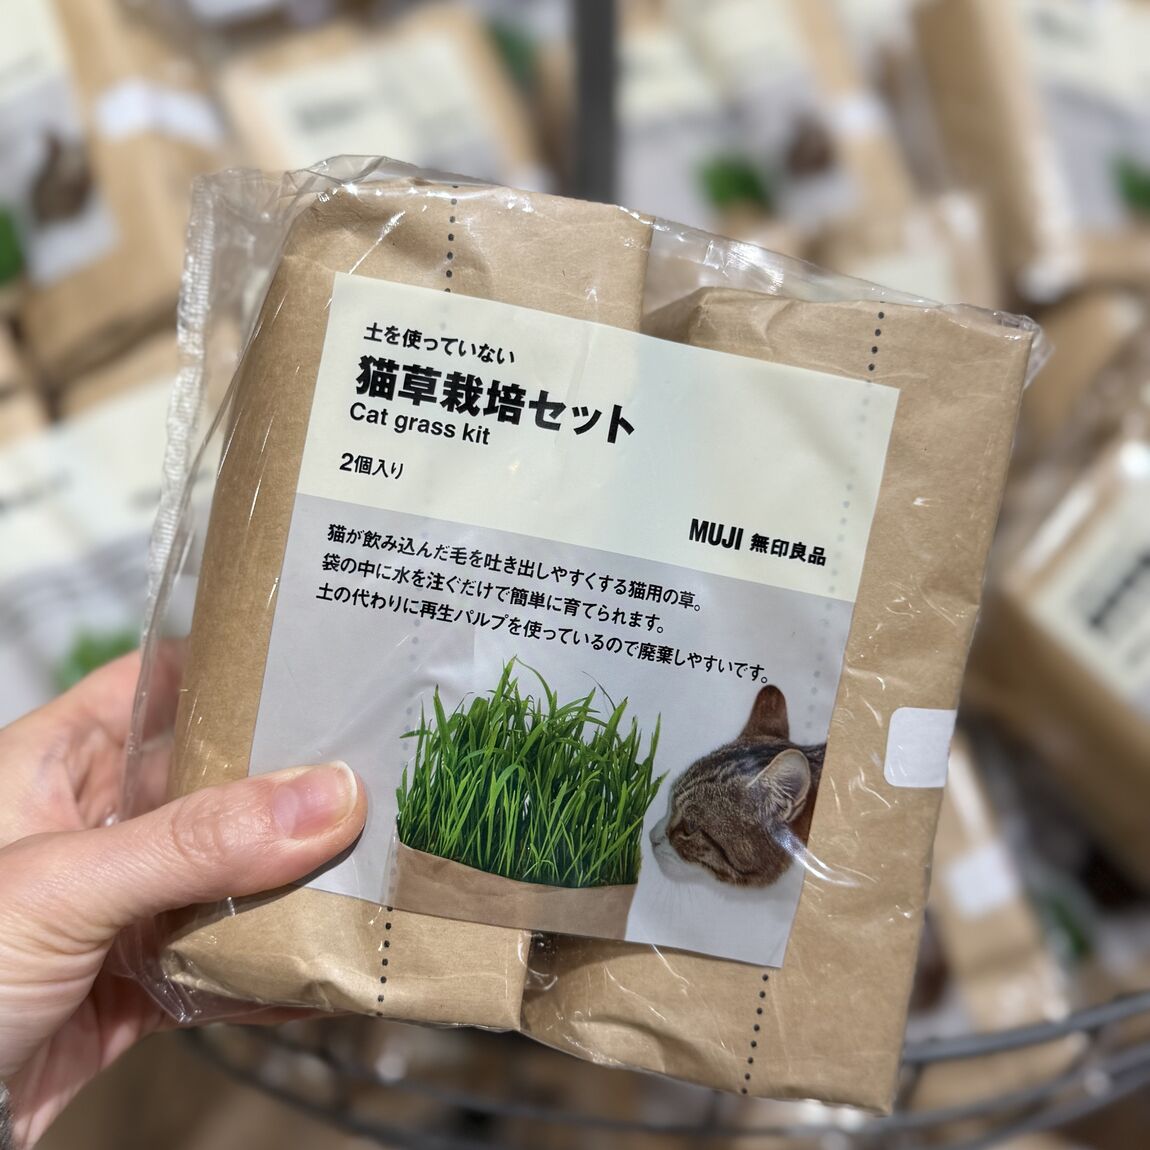 土を使っていない
猫草栽培セット
Cat grass kit
2個入り
MUJI 無印良品
猫が飲み込んだ毛を吐き出しやすくする猫用の草。
袋の中に水を注ぐだけで簡単に育てられます。
土の代わりに再生パルプを使っているので廃棄しやすいです。